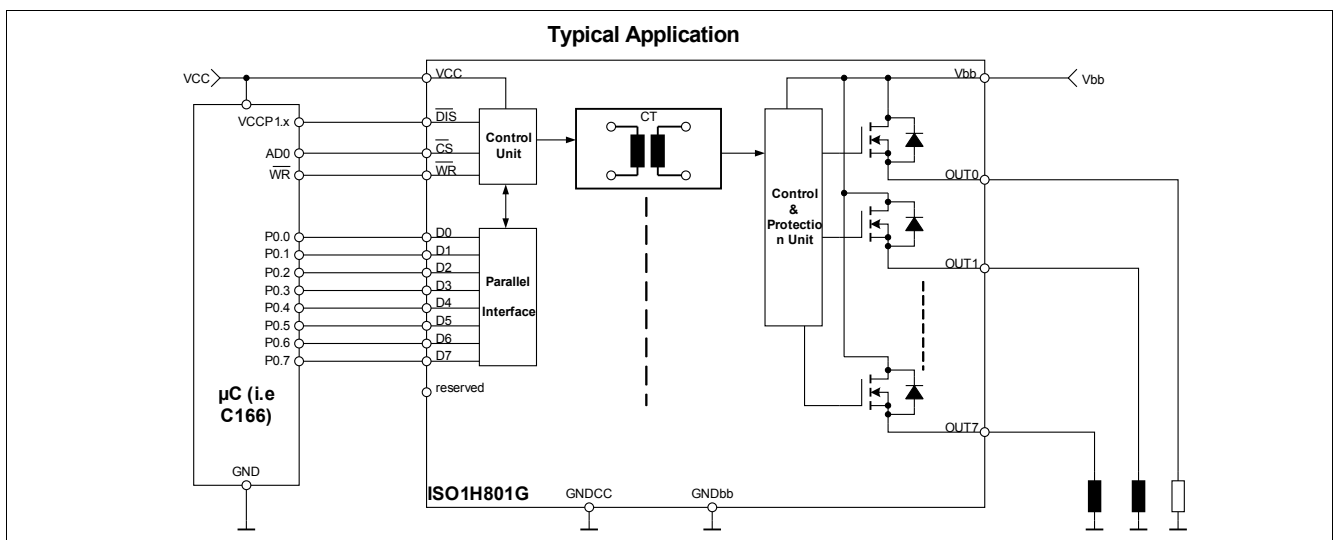 Typical Application
VCC
VCC
Vbb
Vbb
VCCP1.x
DIS
CT
Control
Unit
AD0
CS
WR
WR
OUT0
Control
&
Protectio
n Unit
P0.0
D0
P0.1
D1
P0.2
D2
P0.3
D3
P0.4
D4
P0.5
D5
P0.6
D6
P0.7
D7
Parallel
Interface
OUT1
reserved
µC (i.e
C166)
OUT7
GND
ISO1H801G
GNDCC
GNDbb